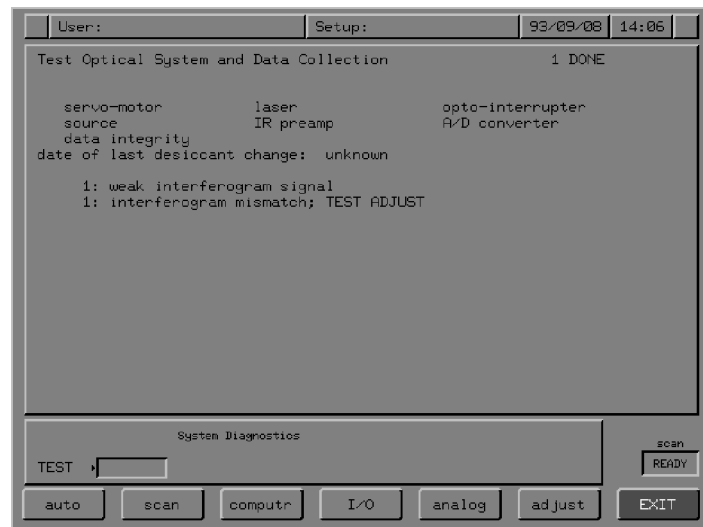 User: Setup: 93/09/08 14:06
Test Optical System and Data Collection 1 DONE
servo-motor laser opto-interrupter
source IR preamp A/D converter
data integrity
date of last desiccant change: unknown
1: weak interferogram signal
1: interferogram mismatch; TEST ADJUST
System Diagnostics
scan
TEST
READY
auto scan computr I/O analog adjust EXIT